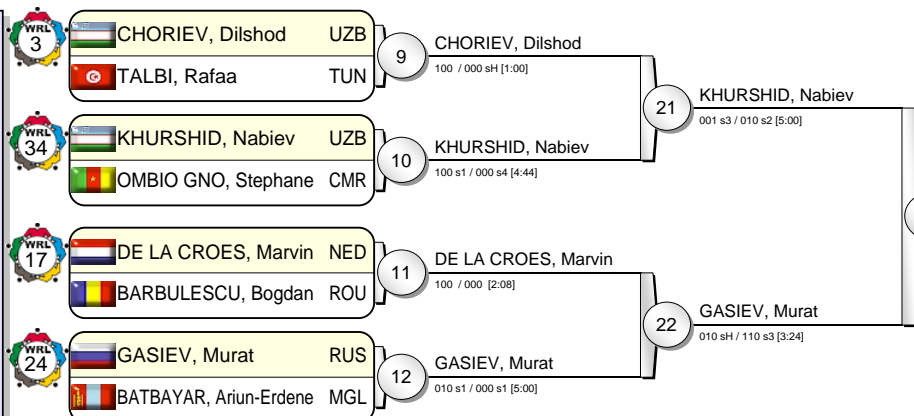 WRL
3
CHORIEV, Dilshod UZB
TALBI, Rafaa TUN
9
CHORIEV, Dilshod
100 / 000 sH [1:00]
21
KHURSHID, Nabiev
001 s3 / 010 s2 [5:00]
WRL
34
KHURSHID, Nabiev UZB
OMBIO GNO, Stephane CMR
10
KHURSHID, Nabiev
100 s1 / 000 s4 [4:44]
WRL
17
DE LA CROES, Marvin NED
BARBULESCU, Bogdan ROU
11
DE LA CROES, Marvin
100 / 000 [2:08]
22
GASIEV, Murat
010 sH / 110 s3 [3:24]
WRL
24
GASIEV, Murat RUS
BATBAYAR, Ariun-Erdene MGL
12
GASIEV, Murat
010 s1 / 000 s1 [5:00]